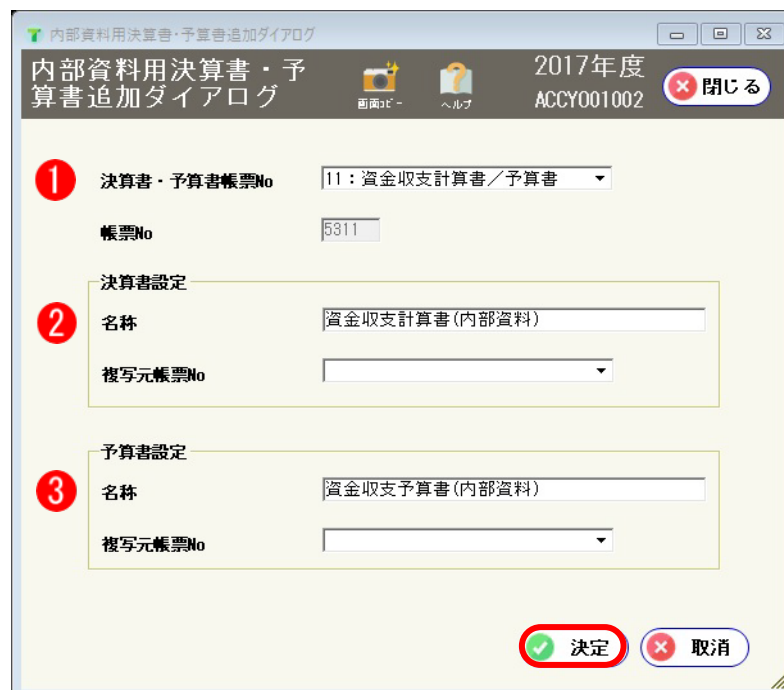 内部資料用決算書・予算書追加ダイアログ
内部資料用決算書・予
算書追加ダイアログ
画面コピー
ヘルプ
2017年度
ACCY001002
閉じる
1
決算書・予算書帳票No
11:資金収支計算書/予算書
帳票No
5311
決算書設定
2
名称
資金収支計算書(内部資料)
複写元帳票No
予算書設定
3
名称
資金収支予算書(内部資料)
複写元帳票No
決定
取消